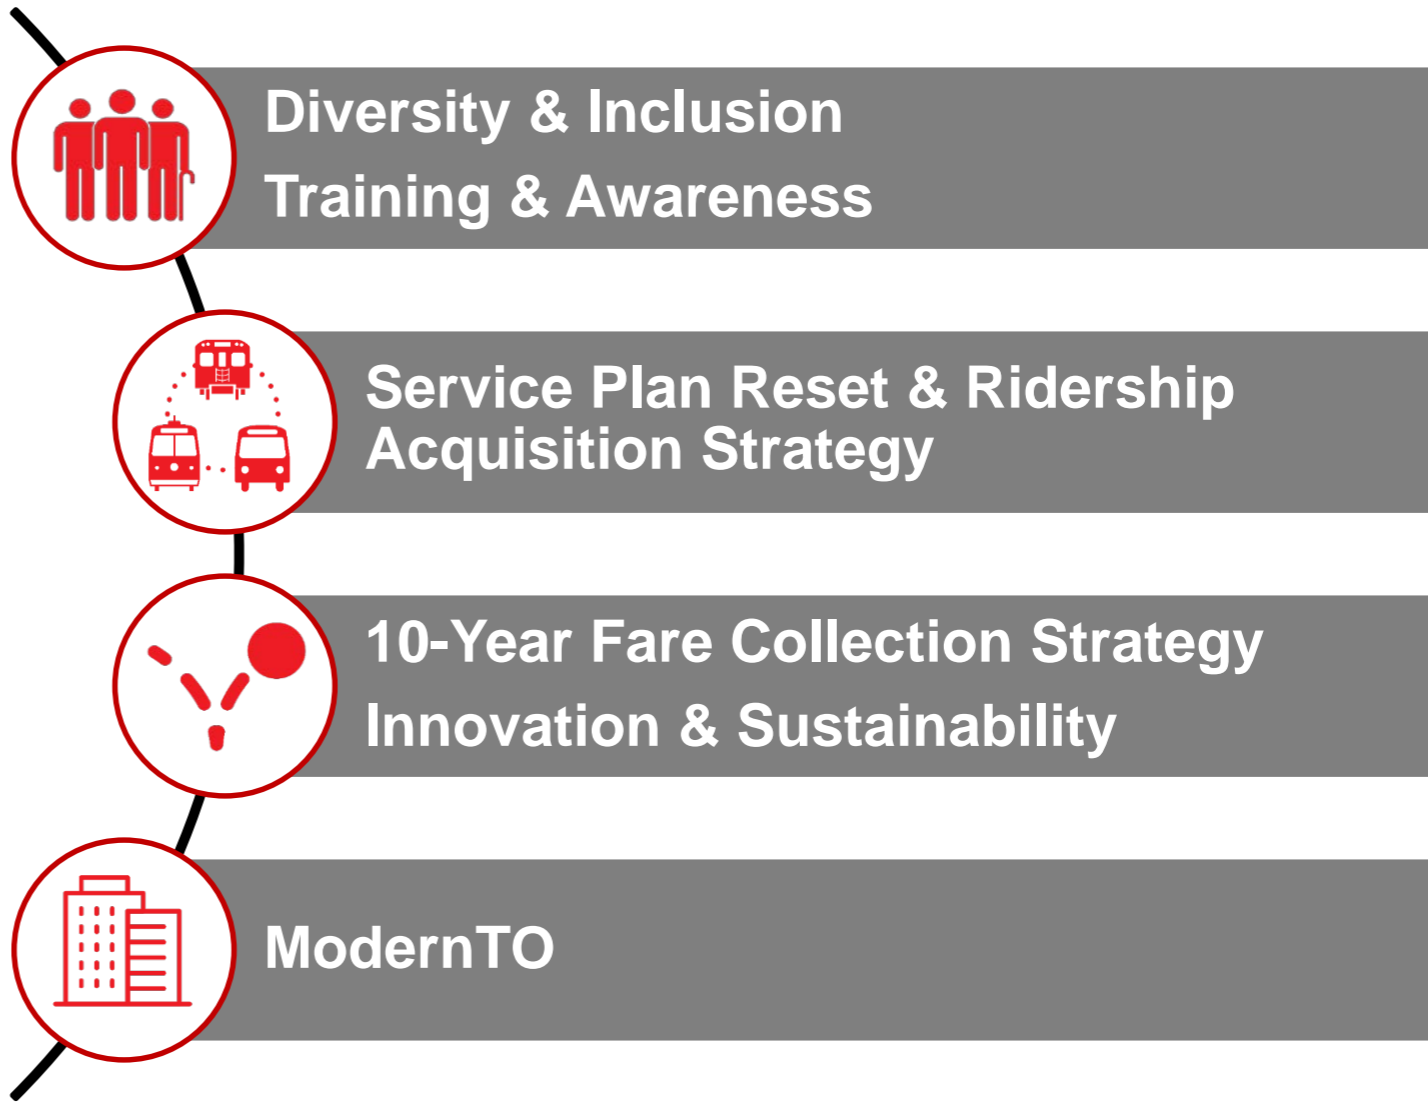 Diversity & Inclusion
Training & Awareness
Service Plan Reset & Ridership
Acquisition Strategy
10-Year Fare Collection Strategy
Innovation & Sustainability
ModernTO